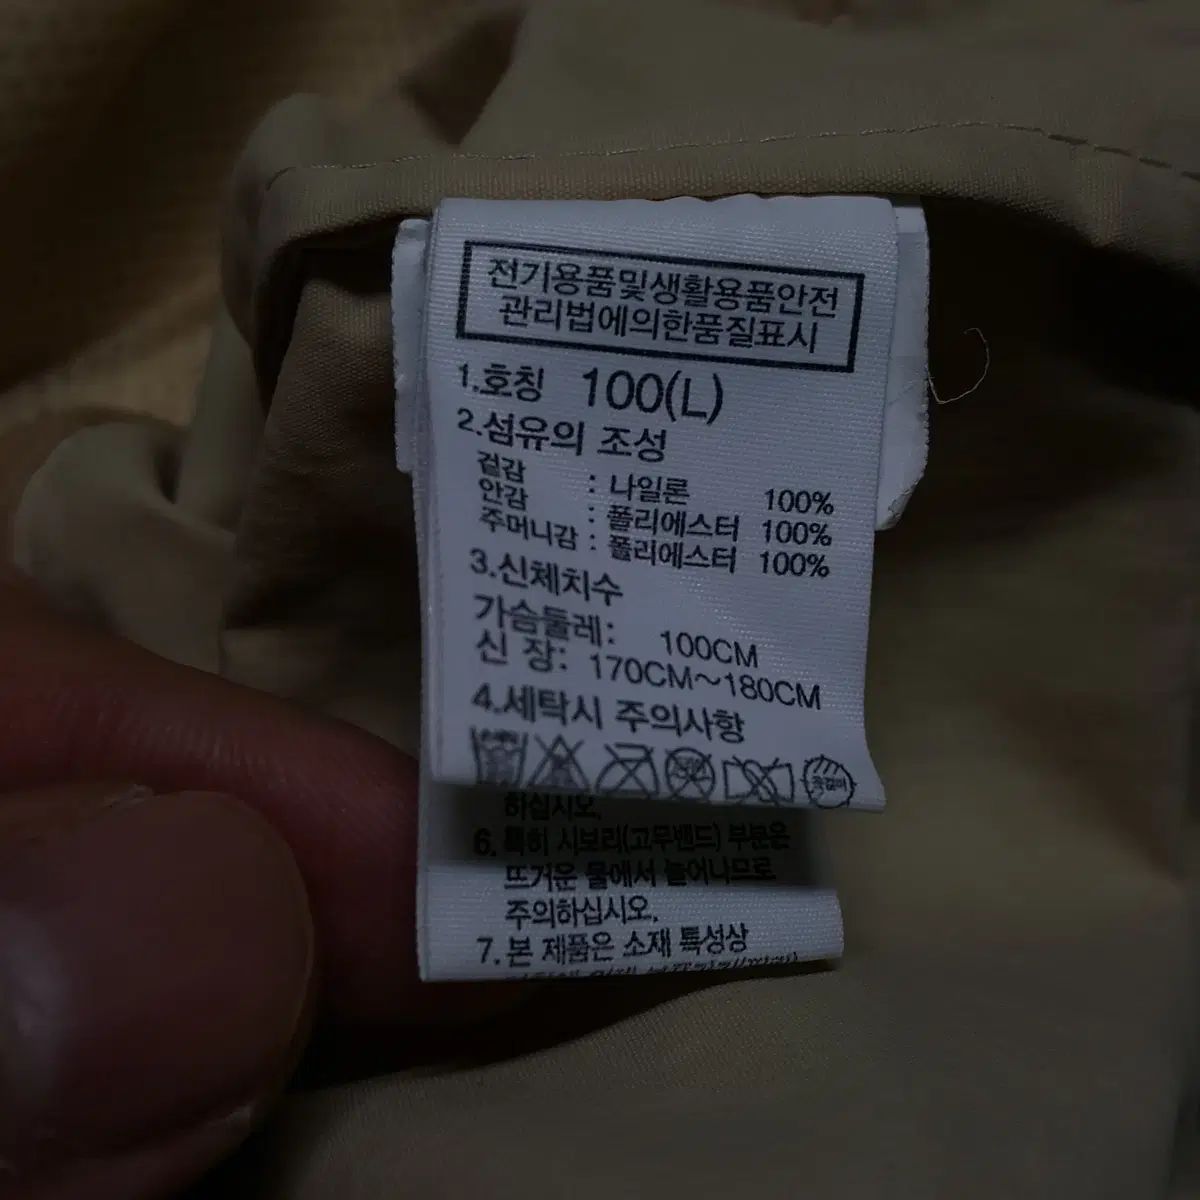 전기용품및생활용품안전
관리법에의한품질표시
1.호칭 100(L)
2.섬유의 조성
겉감 : 나일론 100%
안감 : 폴리에스터 100%
주머니감 : 폴리에스터 100%
3.신체치수
가슴둘레: 100CM
신 장: 170CM~180CM
4.세탁시 주의사항
하십시오.
6. 특히 시보리(고무밴드) 부분은
뜨거운 물에서 늘어나므로
주의하십시오.
7. 본 제품은 소재 특성상